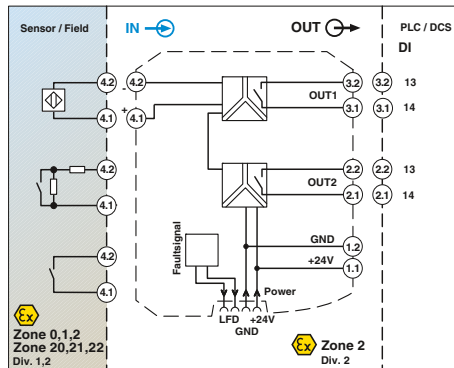 Sensor / Field
IN
OUT
PLC / DCS
DI
4.2
-
4.2
OUT1
3.2
3.2
13
4.1
+
4.1
3.1
3.1
14
4.2
2.2
2.2
13
4.1
OUT2
2.1
2.1
14
Faultsignal
GND
1.2
4.2
+24V
1.1
4.1
Power
LFD
+24V
GND
Ex
Zone 0,1,2
Zone 20,21,22
Div. 1,2
Ex
Zone 2
Div. 2